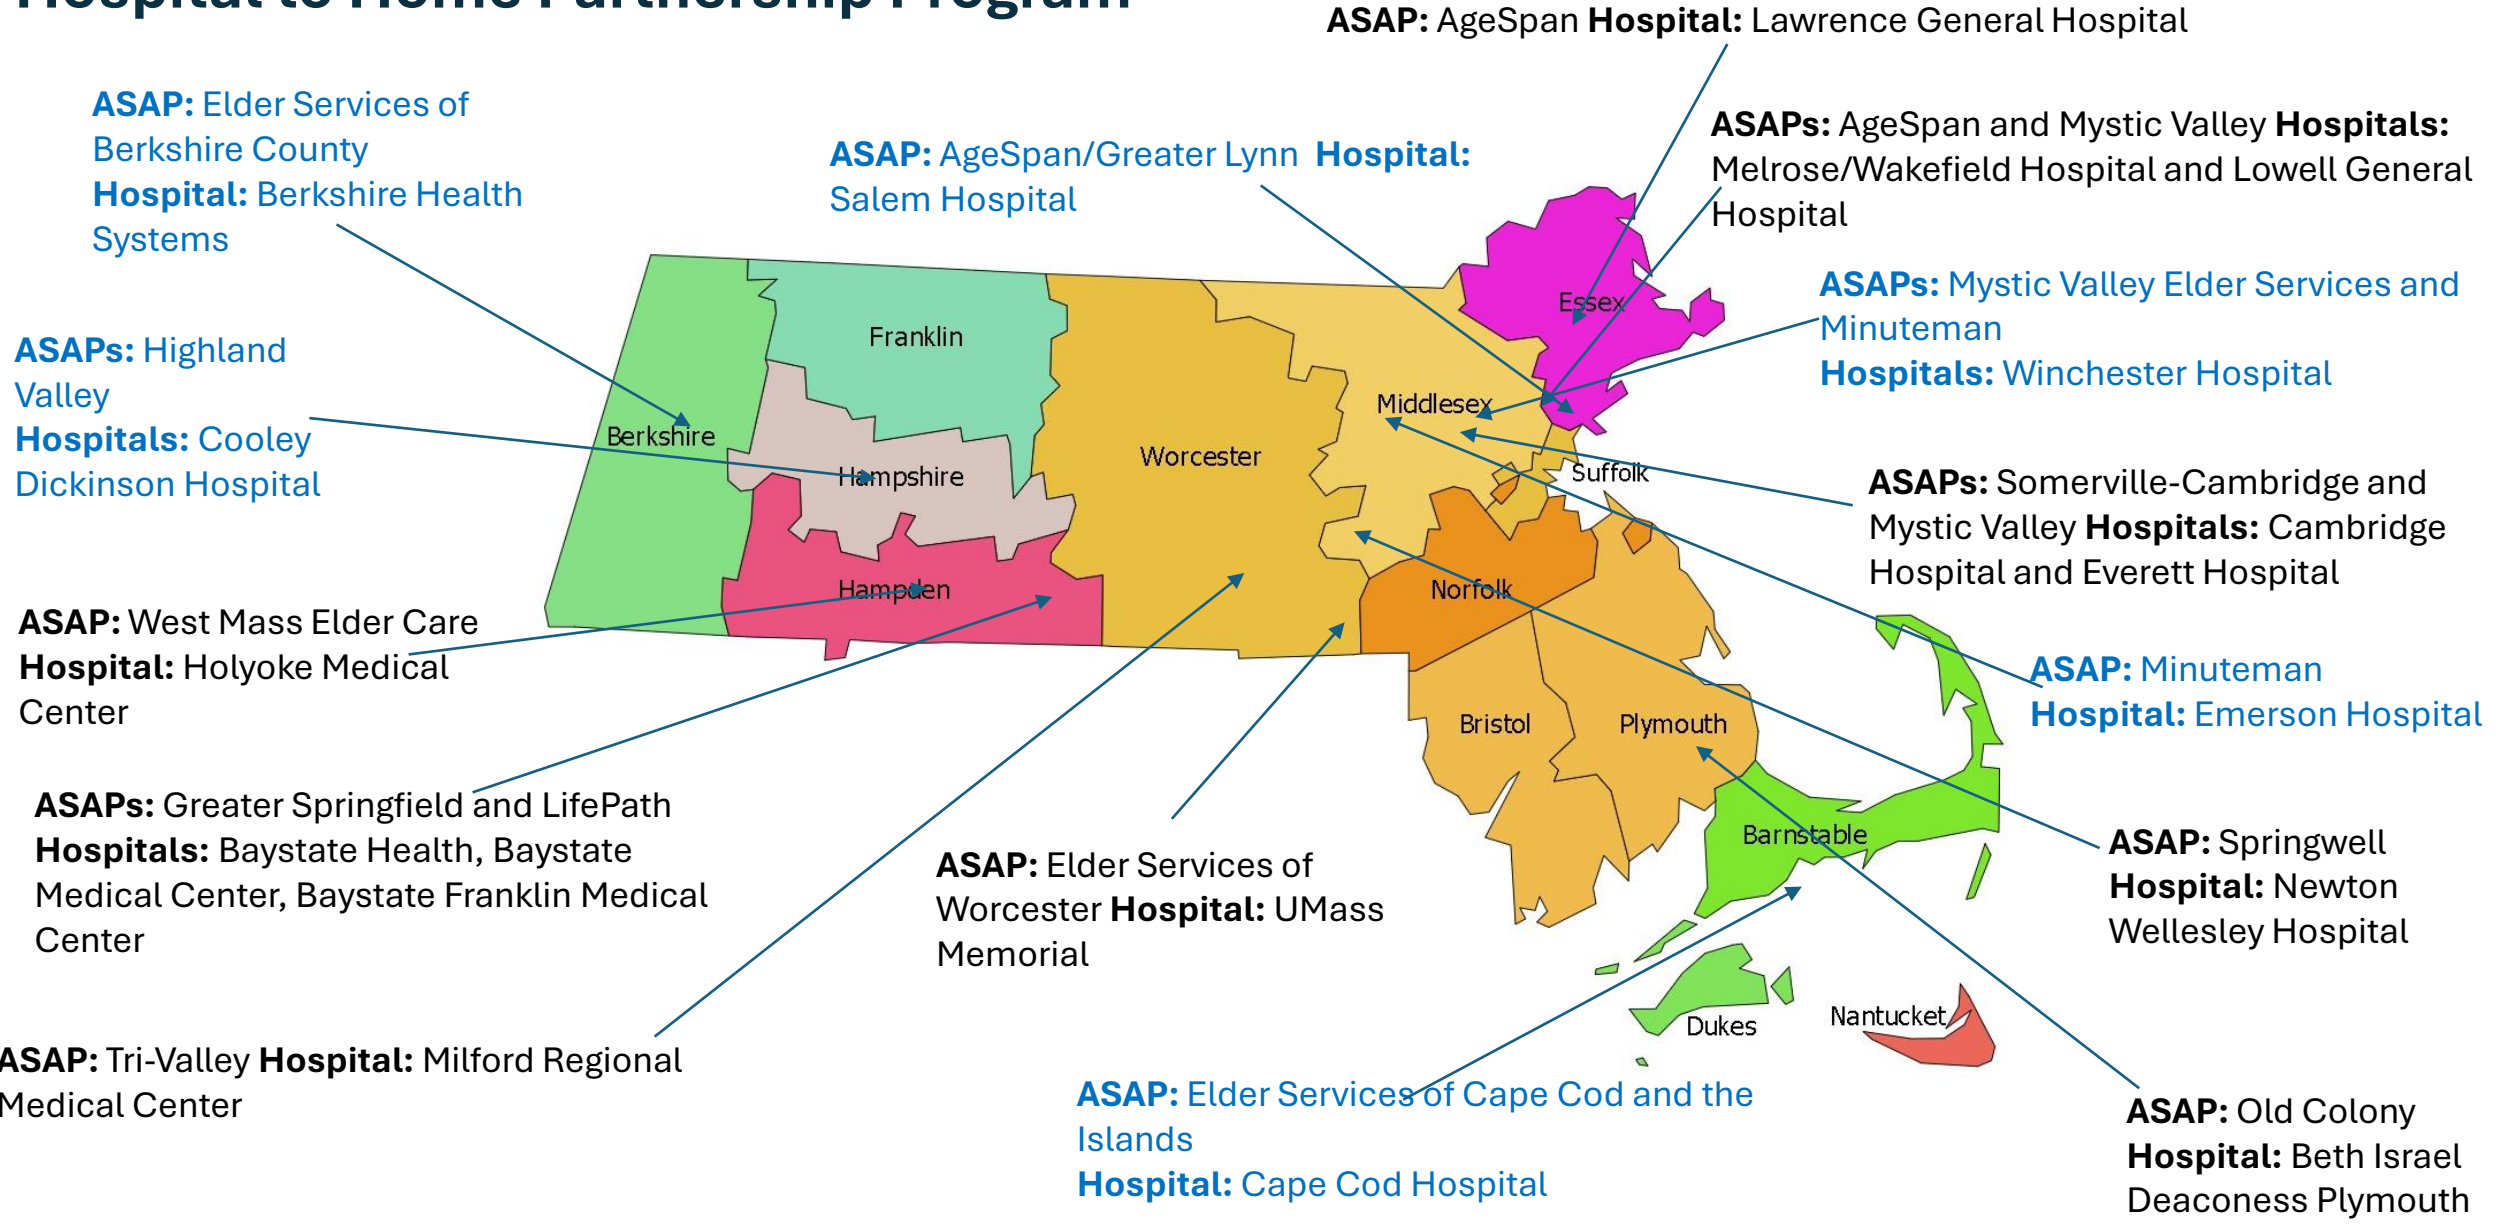 Hospital to Home Partnership Program
ASAP: AgeSpan Hospital: Lawrence General Hospital
ASAP: Elder Services of
Berkshire County
Hospital: Berkshire Health
Systems
ASAP: AgeSpan/Greater Lynn Hospital:
Salem Hospital
ASAPs: AgeSpan and Mystic Valley Hospitals:
Melrose/Wakefield Hospital and Lowell General
Hospital
ASAPs: Mystic Valley Elder Services and
Minuteman
Hospitals: Winchester Hospital
ASAPs: Highland
Valley
Hospitals: Cooley
Dickinson Hospital
Essex
Franklin
Middlesex
Berkshire
Worcester
Hampshire
Suffolk
Hampden
Norfolk
Bristol
Plymouth
Barnstable
Dukes
Nantucket
ASAPs: Somerville-Cambridge and
Mystic Valley Hospitals: Cambridge
Hospital and Everett Hospital
ASAP: West Mass Elder Care
Hospital: Holyoke Medical
Center
ASAP: Minuteman
Hospital: Emerson Hospital
ASAPs: Greater Springfield and LifePath
Hospitals: Baystate Health, Baystate
Medical Center, Baystate Franklin Medical
Center
ASAP: Elder Services of
Worcester Hospital: UMass
Memorial
ASAP: Springwell
Hospital: Newton
Wellesley Hospital
ASAP: Tri-Valley Hospital: Milford Regional
Medical Center
ASAP: Elder Services of Cape Cod and the
Islands
Hospital: Cape Cod Hospital
ASAP: Old Colony
Hospital: Beth Israel
Deaconess Plymouth